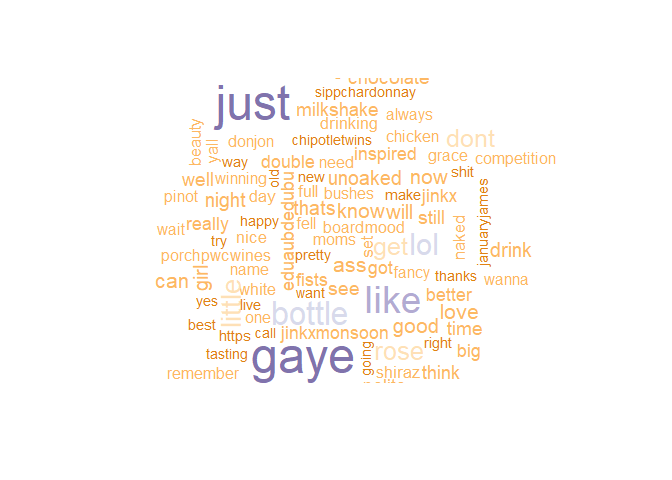 chocolate
sippchardonnay
just
milkshake
always
drinking
beauty
yall
donjon
chipotletwins
chicken
dont
way
double
need
inspired
grace
competition
well
winning
old
new
unoaked
now
shit
pinot
night
day
full
bushes
make
jinkx
eduaubdedubu
thats
know
will
still
januaryjames
wait
really
happy
fell
boardmood
try
nice
moms
set
get
lol
naked
drink
porchpwcwines
pretty
can
girl
name
fists
ass
got
fancy
thanks
wanna
white
want
see
like
better
yes
live
little
one
bottle
love
best
https
call
jinkxmonsoon
good
time
tasting
gaye
going
rose
right
big
remember
shiraz
think